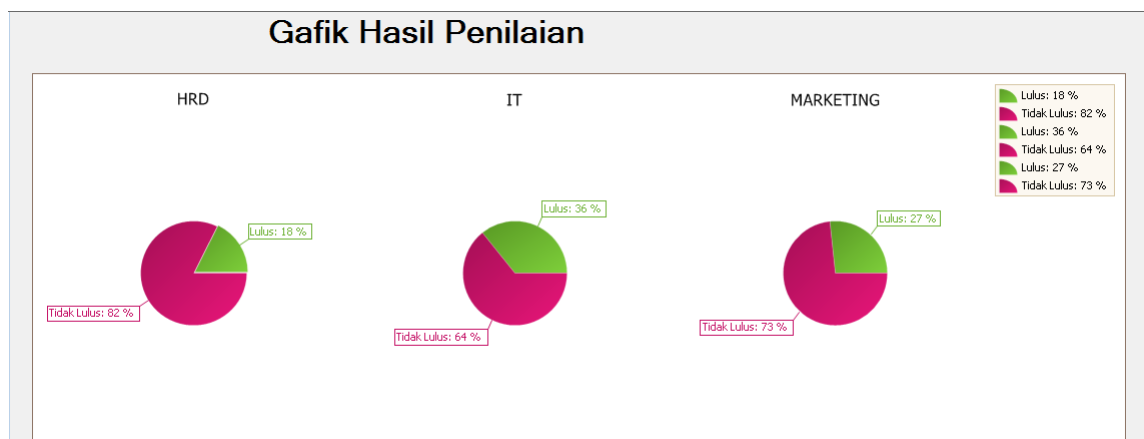 Gafik Hasil Penilaian
HRD
IT
MARKETING
Lulus: 18 %
Tidak Lulus: 82 %
Lulus: 36 %
Tidak Lulus: 64 %
Lulus: 27 %
Tidak Lulus: 73 %
Lulus: 18 %
Tidak Lulus: 82 %
Lulus: 36 %
Tidak Lulus: 64 %
Lulus: 27 %
Tidak Lulus: 73 %